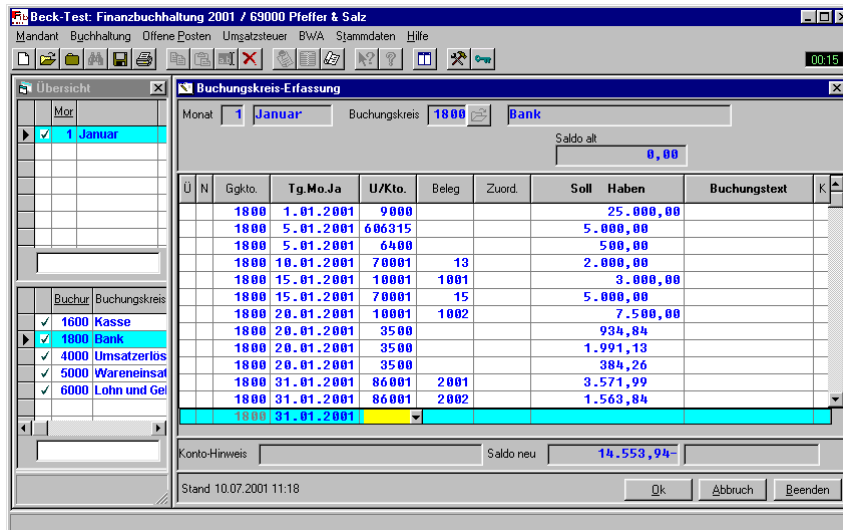 Beck-Test: Finanzbuchhaltung 2001 / 69000 Pfeffer & Salz
Mandant Buchhaltung Offene Posten Umsatzsteuer BWA Stammdaten Hilfe
00:15
Übersicht
Mor
1 Januar
Buchur Buchungskreis
1600 Kasse
1800 Bank
4000 Umsatzerlös
5000 Wareneinsat
6000 Lohn und Gel
Buchungskreis-Erfassung
Monat 1 Januar Buchungskreis 1800 Bank
Saldo alt
0,00
Ü N Ggkto. Tg.Mo.Ja U/Kto. Beleg Zuord. Soll Haben Buchungstext K
1800 1.01.2001 9000 25.000,00
1800 5.01.2001 606315 5.000,00
1800 5.01.2001 6400 500,00
1800 10.01.2001 70001 13 2.000,00
1800 15.01.2001 10001 1001 3.000,00
1800 15.01.2001 70001 15 5.000,00
1800 20.01.2001 10001 1002 7.500,00
1800 20.01.2001 3500 934,84
1800 20.01.2001 3500 1.991,13
1800 20.01.2001 3500 384,26
1800 31.01.2001 86001 2001 3.571,99
1800 31.01.2001 86001 2002 1.563,84
1800 31.01.2001
Konto-Hinweis Saldo neu 14.553,94-
Stand 10.07.2001 11:18 Ok Abbruch Beenden